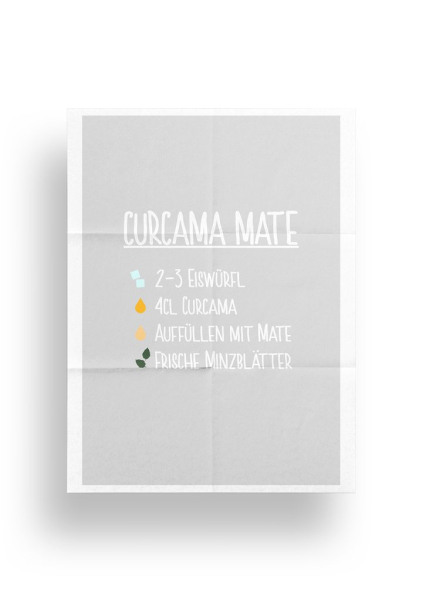 CURCAMA MATE
2-3 EISWÜRFL
4CL CURCAMA
AUFFÜLLEN MIT MATE
FRISCHE MINZBLÄTTER